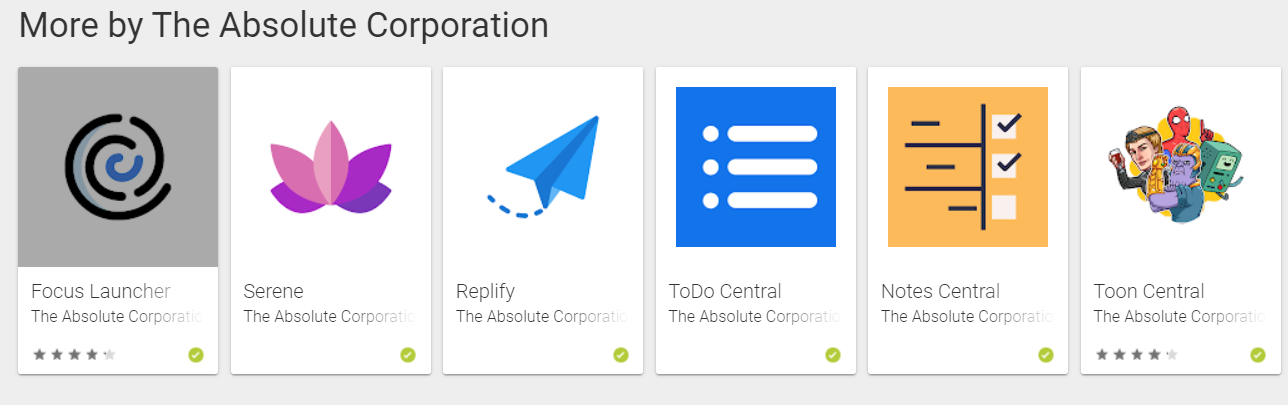 More by The Absolute Corporation
Focus Launcher
The Absolute Corporatio
Serene
The Absolute Corporatio
Replify
The Absolute Corporatio
ToDo Central
The Absolute Corporatio
Notes Central
The Absolute Corporatio
Toon Central
The Absolute Corporatio